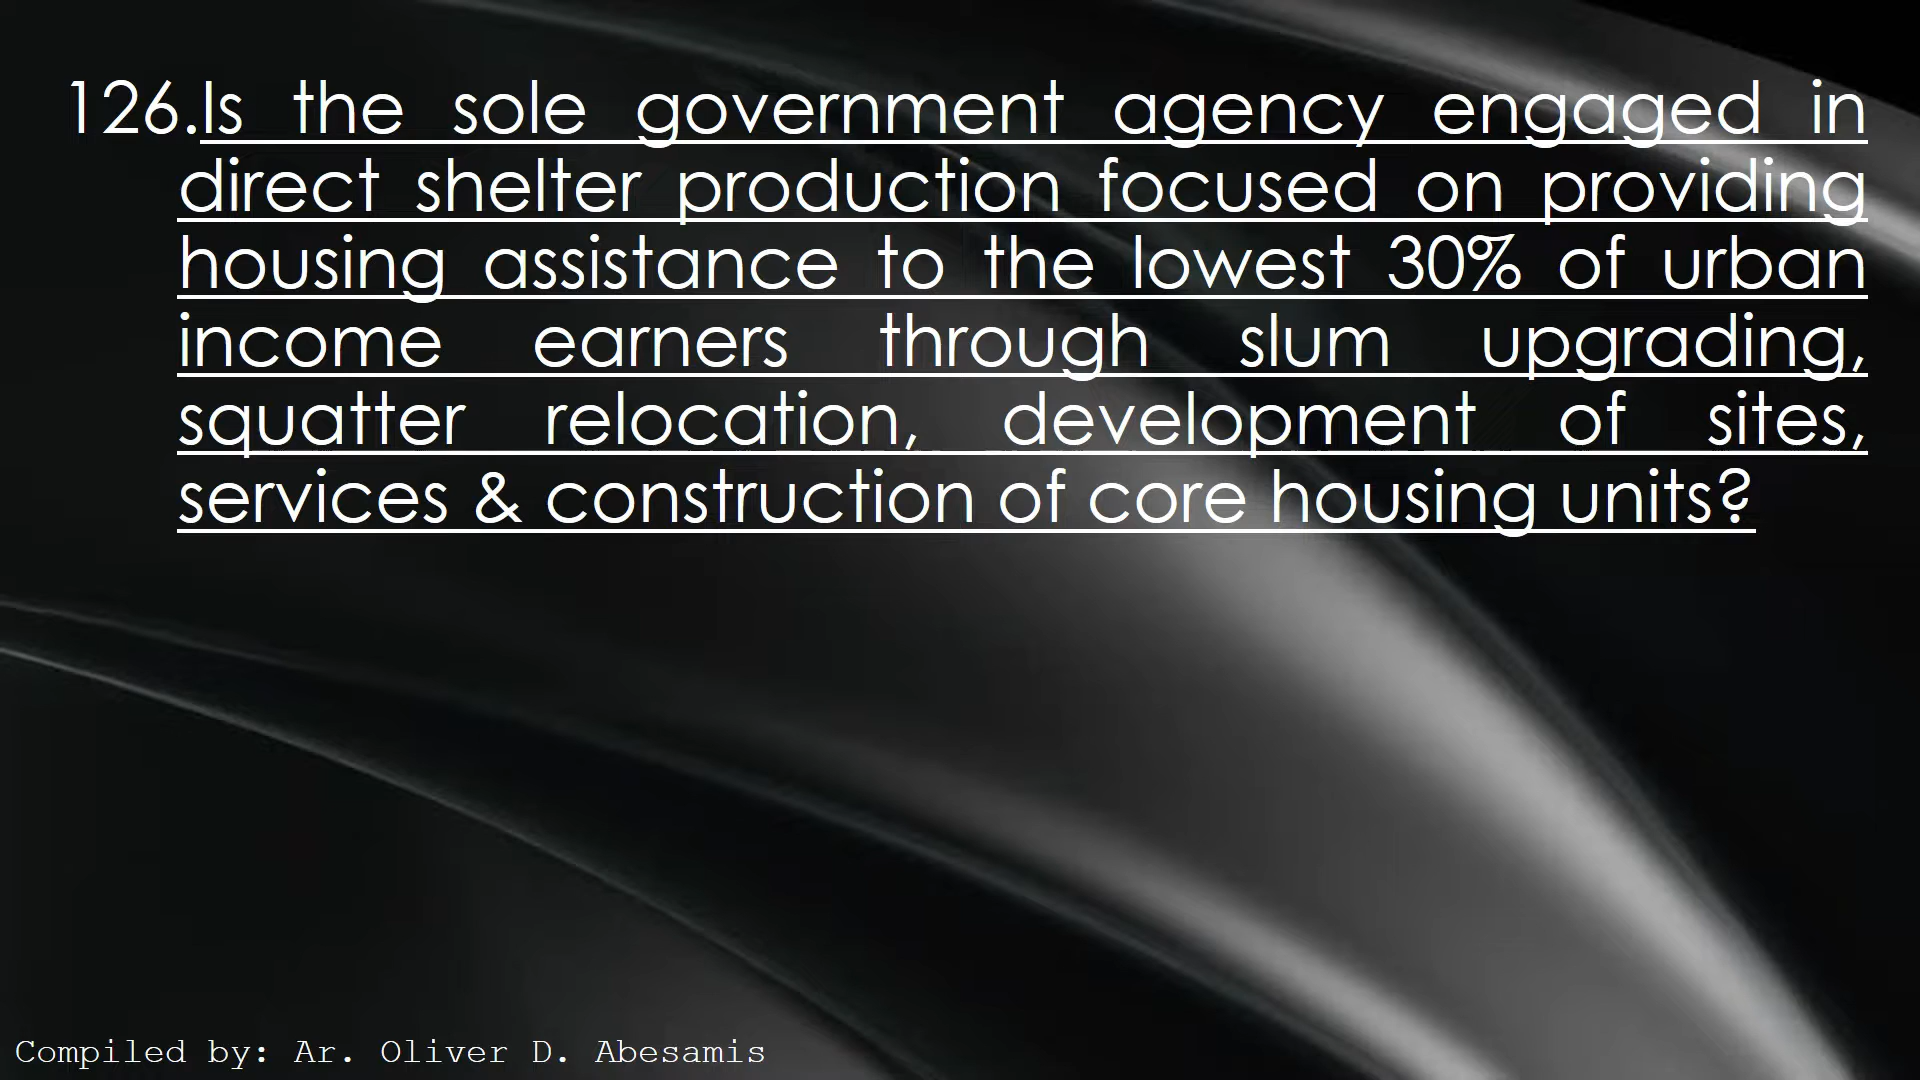 126.Is the sole government agency engaged in
direct shelter production focused on providing
housing assistance to the lowest 30% of urban
income earners through slum upgrading,
squatter relocation, development of sites,
services & construction of core housing units?
Compiled by: Ar. Oliver D. Abesamis